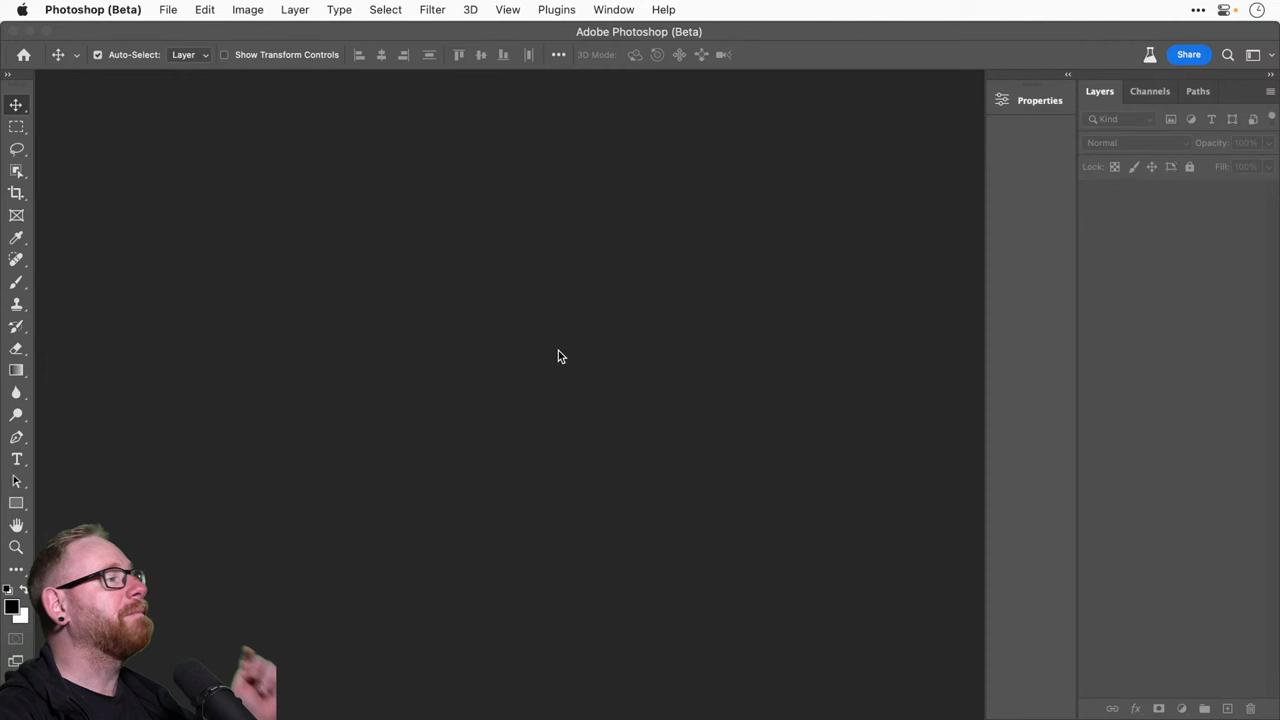 Photoshop (Beta) File Edit Image Layer Type Select Filter 3D View Plugins Window Help
Adobe Photoshop (Beta)
Auto-Select: Layer Show Transform Controls 3D Mode: Share
Properties
Layers Channels Paths
Kind
Normal Opacity: 100%
Lock: Fill: 100%